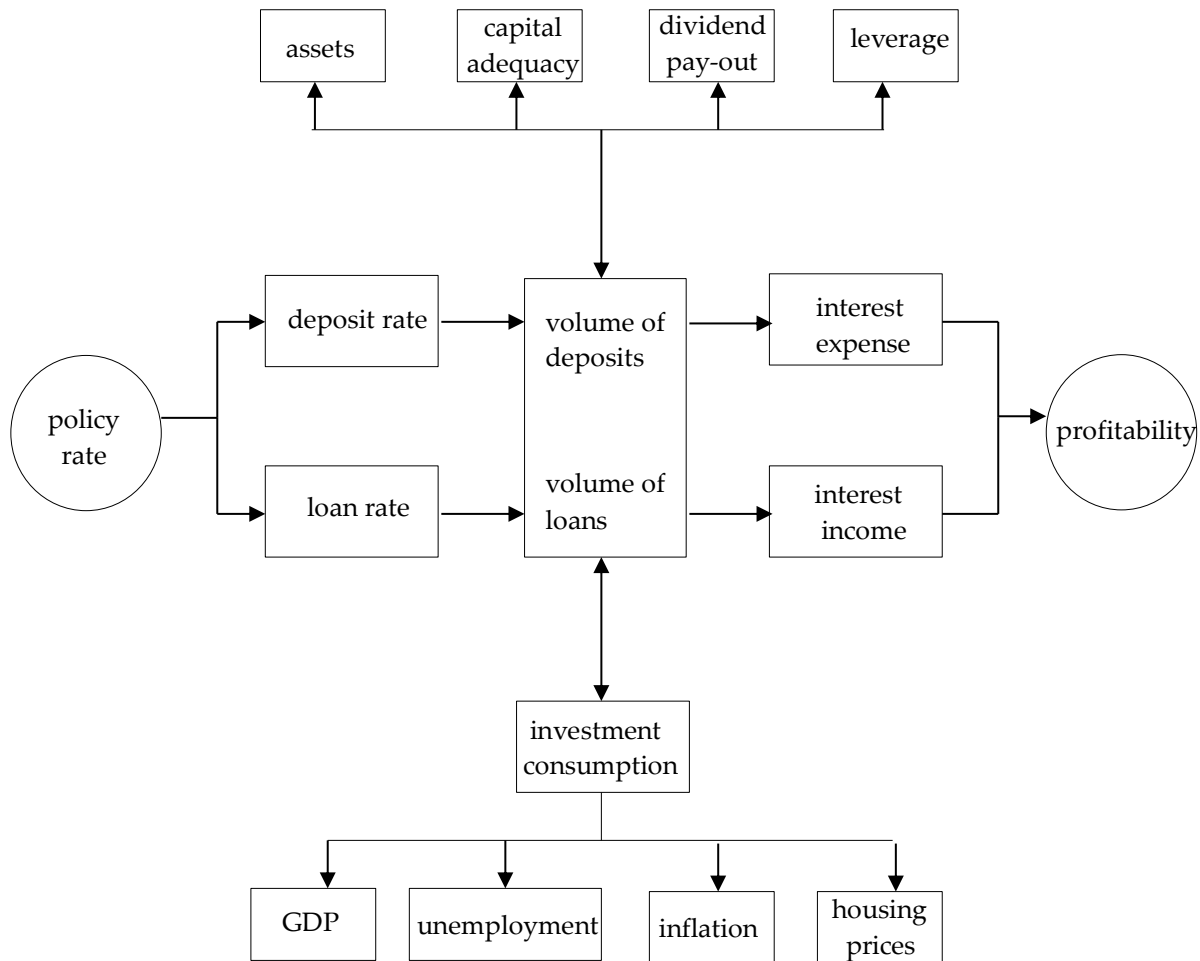 assets
capital
adequacy
dividend
pay-out
leverage
deposit rate
volume of
deposits
interest
expense
policy
rate
profitability
loan rate
volume of
loans
interest
income
investment
consumption
GDP
unemployment
inflation
housing
prices